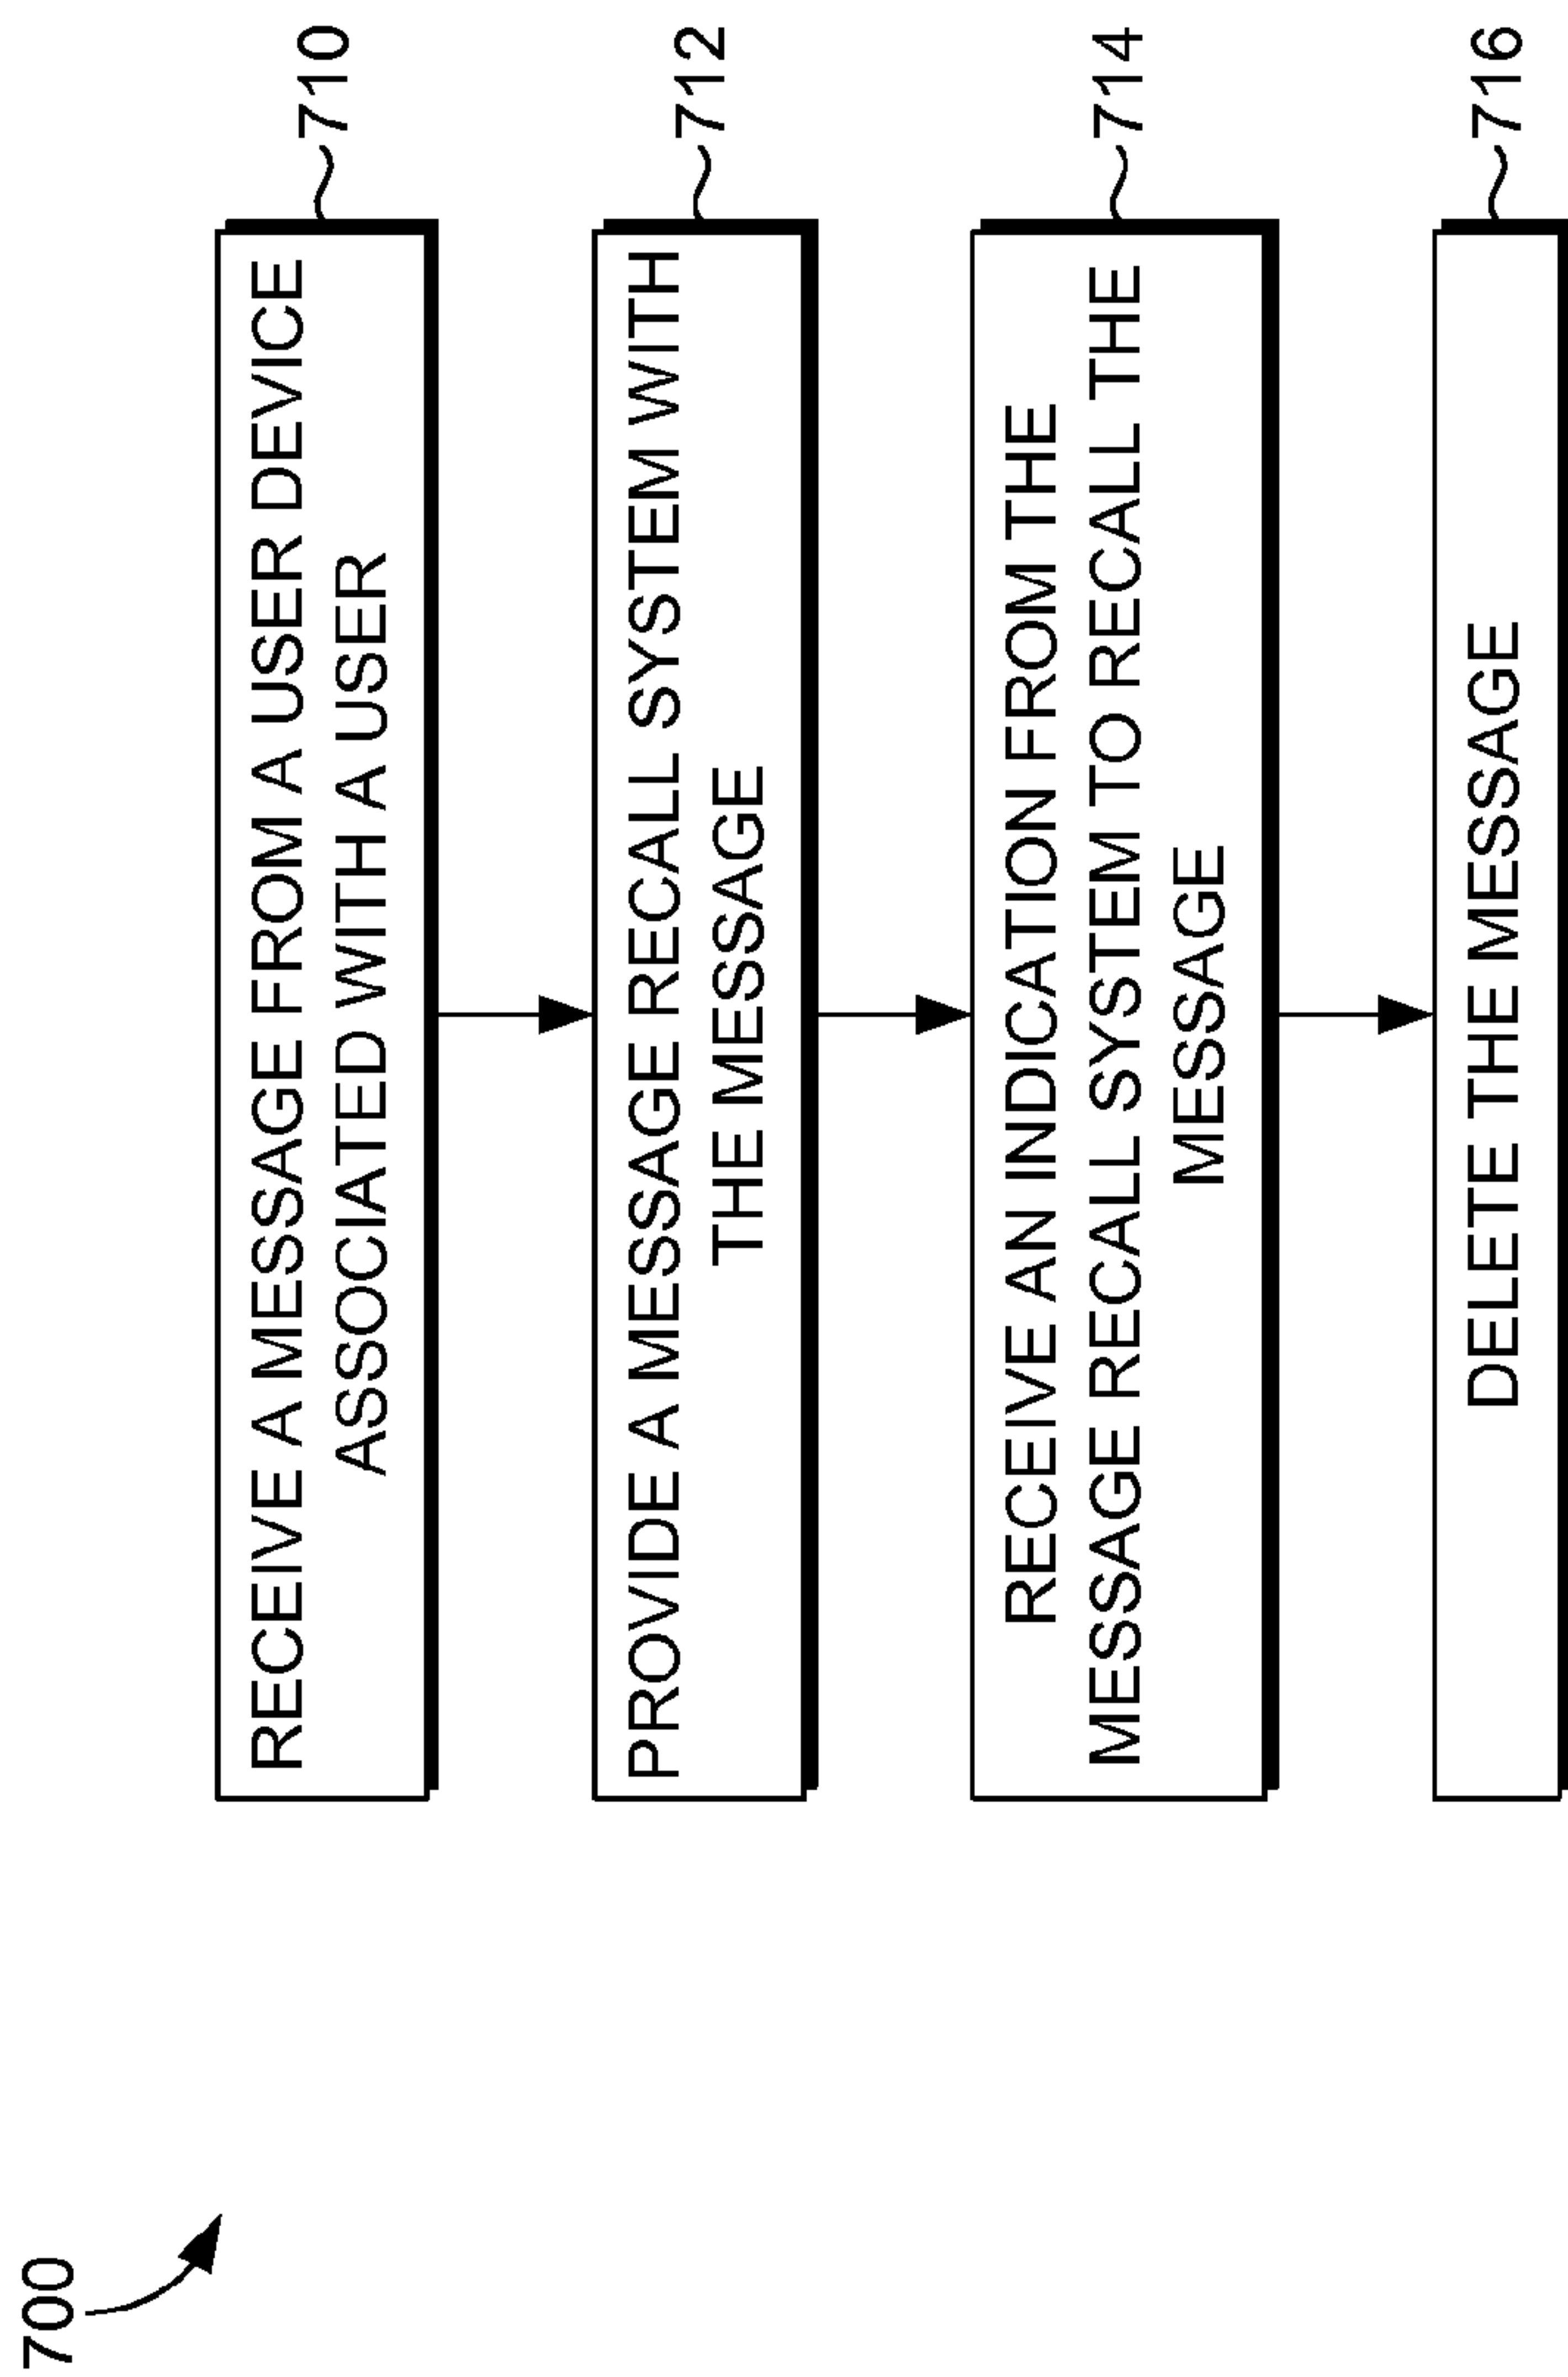 700
RECEIVE A MESSAGE FROM A USER DEVICE
ASSOCIATED WITH A USER
710
PROVIDE A MESSAGE RECALL SYSTEM WITH
THE MESSAGE
712
RECEIVE AN INDICATION FROM THE
MESSAGE RECALL SYSTEM TO RECALL THE
MESSAGE
714
DELETE THE MESSAGE
716